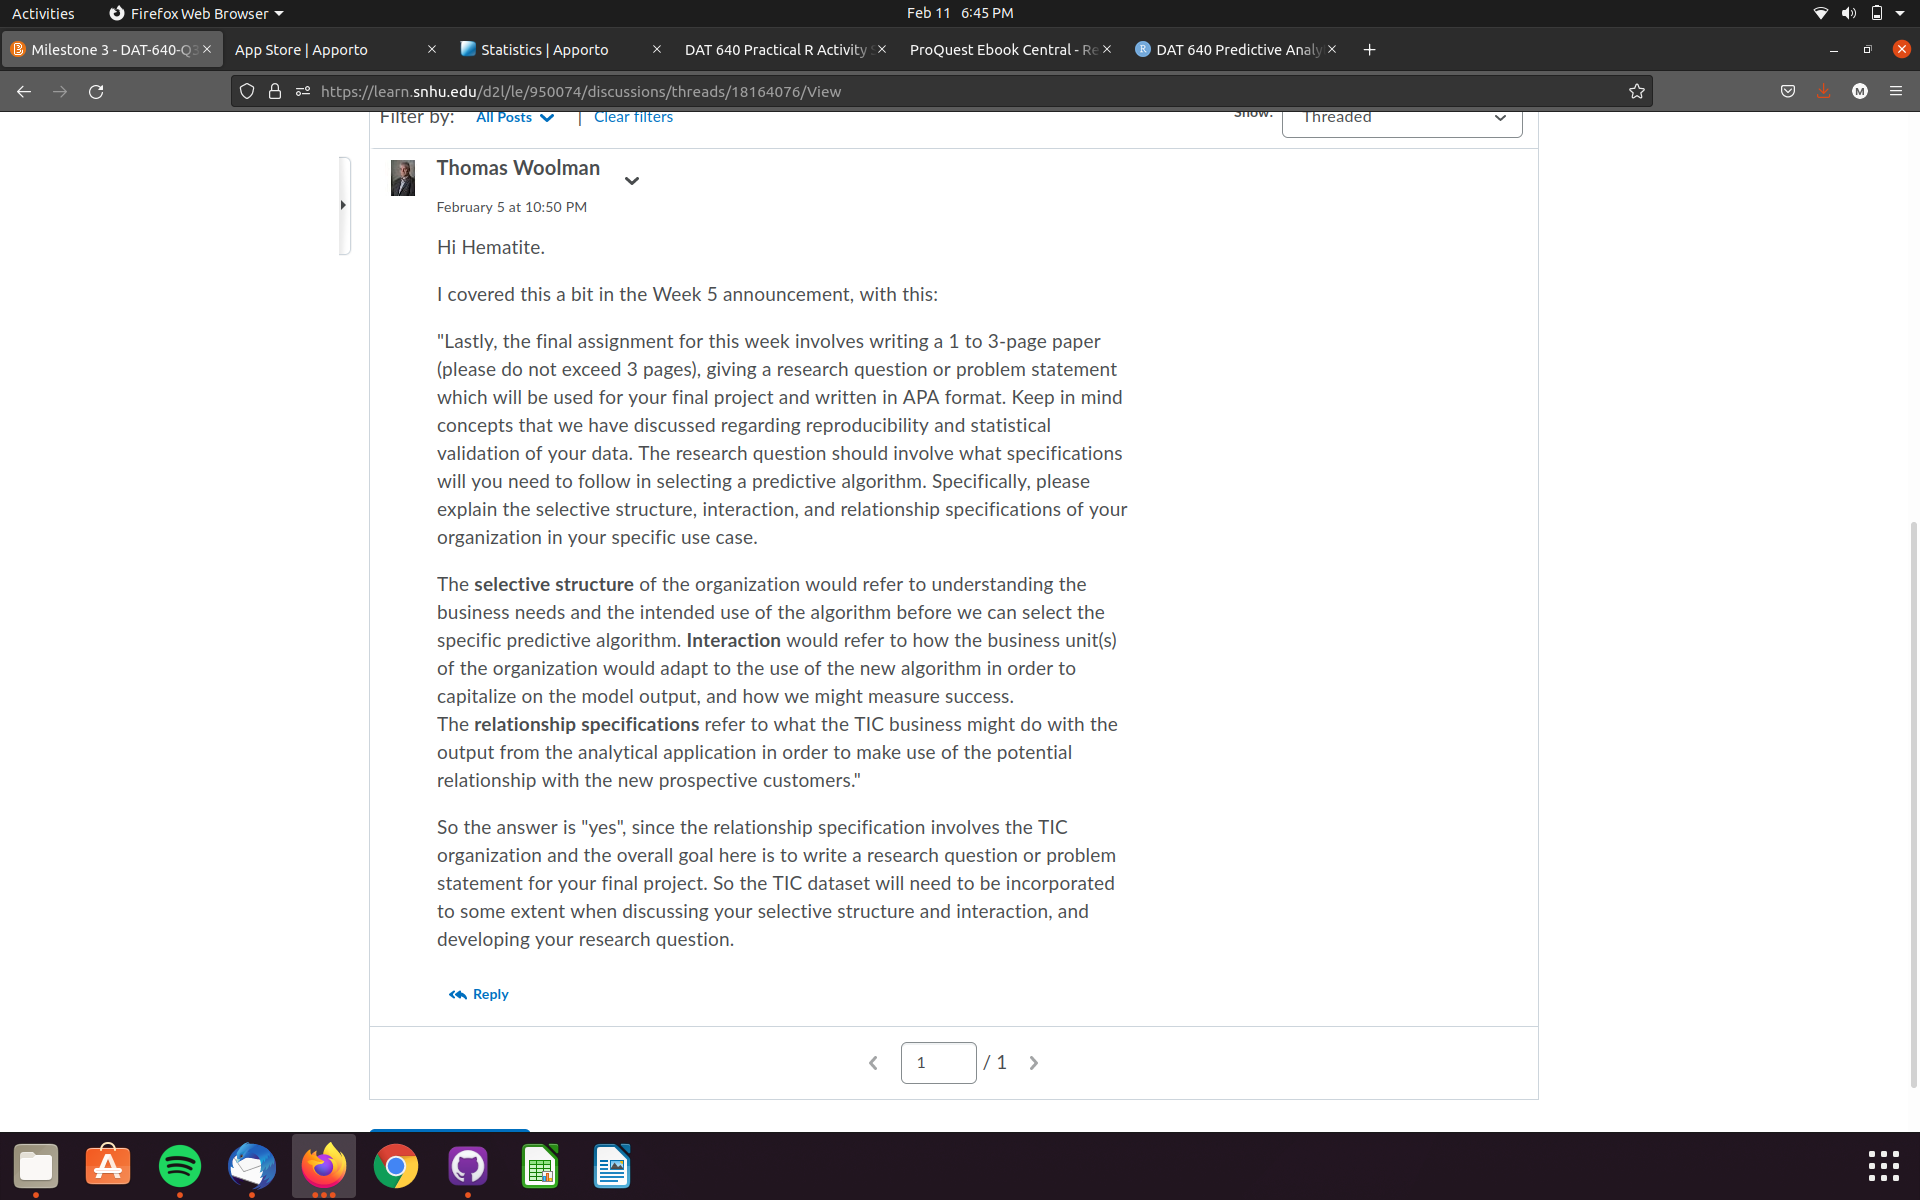 Activities
Firefox Web Browser
Feb 11 6:45 PM
Milestone 3 - DAT-640-Q3
App Store | Apporto
Statistics | Apporto
DAT 640 Practical R Activity
ProQuest Ebook Central - Re
DAT 640 Predictive Analy
https://learn.snhu.edu/d2l/le/950074/discussions/threads/18164076/View
M
Filter by:
All Posts
Clear filters
Show:
Threaded
Thomas Woolman
February 5 at 10:50 PM
Hi Hematite.
I covered this a bit in the Week 5 announcement, with this:
"Lastly, the final assignment for this week involves writing a 1 to 3-page paper
(please do not exceed 3 pages), giving a research question or problem statement
which will be used for your final project and written in APA format. Keep in mind
concepts that we have discussed regarding reproducibility and statistical
validation of your data. The research question should involve what specifications
will you need to follow in selecting a predictive algorithm. Specifically, please
explain the selective structure, interaction, and relationship specifications of your
organization in your specific use case.
The selective structure of the organization would refer to understanding the
business needs and the intended use of the algorithm before we can select the
specific predictive algorithm. Interaction would refer to how the business unit(s)
of the organization would adapt to the use of the new algorithm in order to
capitalize on the model output, and how we might measure success.
The relationship specifications refer to what the TIC business might do with the
output from the analytical application in order to make use of the potential
relationship with the new prospective customers."
So the answer is "yes", since the relationship specification involves the TIC
organization and the overall goal here is to write a research question or problem
statement for your final project. So the TIC dataset will need to be incorporated
to some extent when discussing your selective structure and interaction, and
developing your research question.
Reply
1 / 1